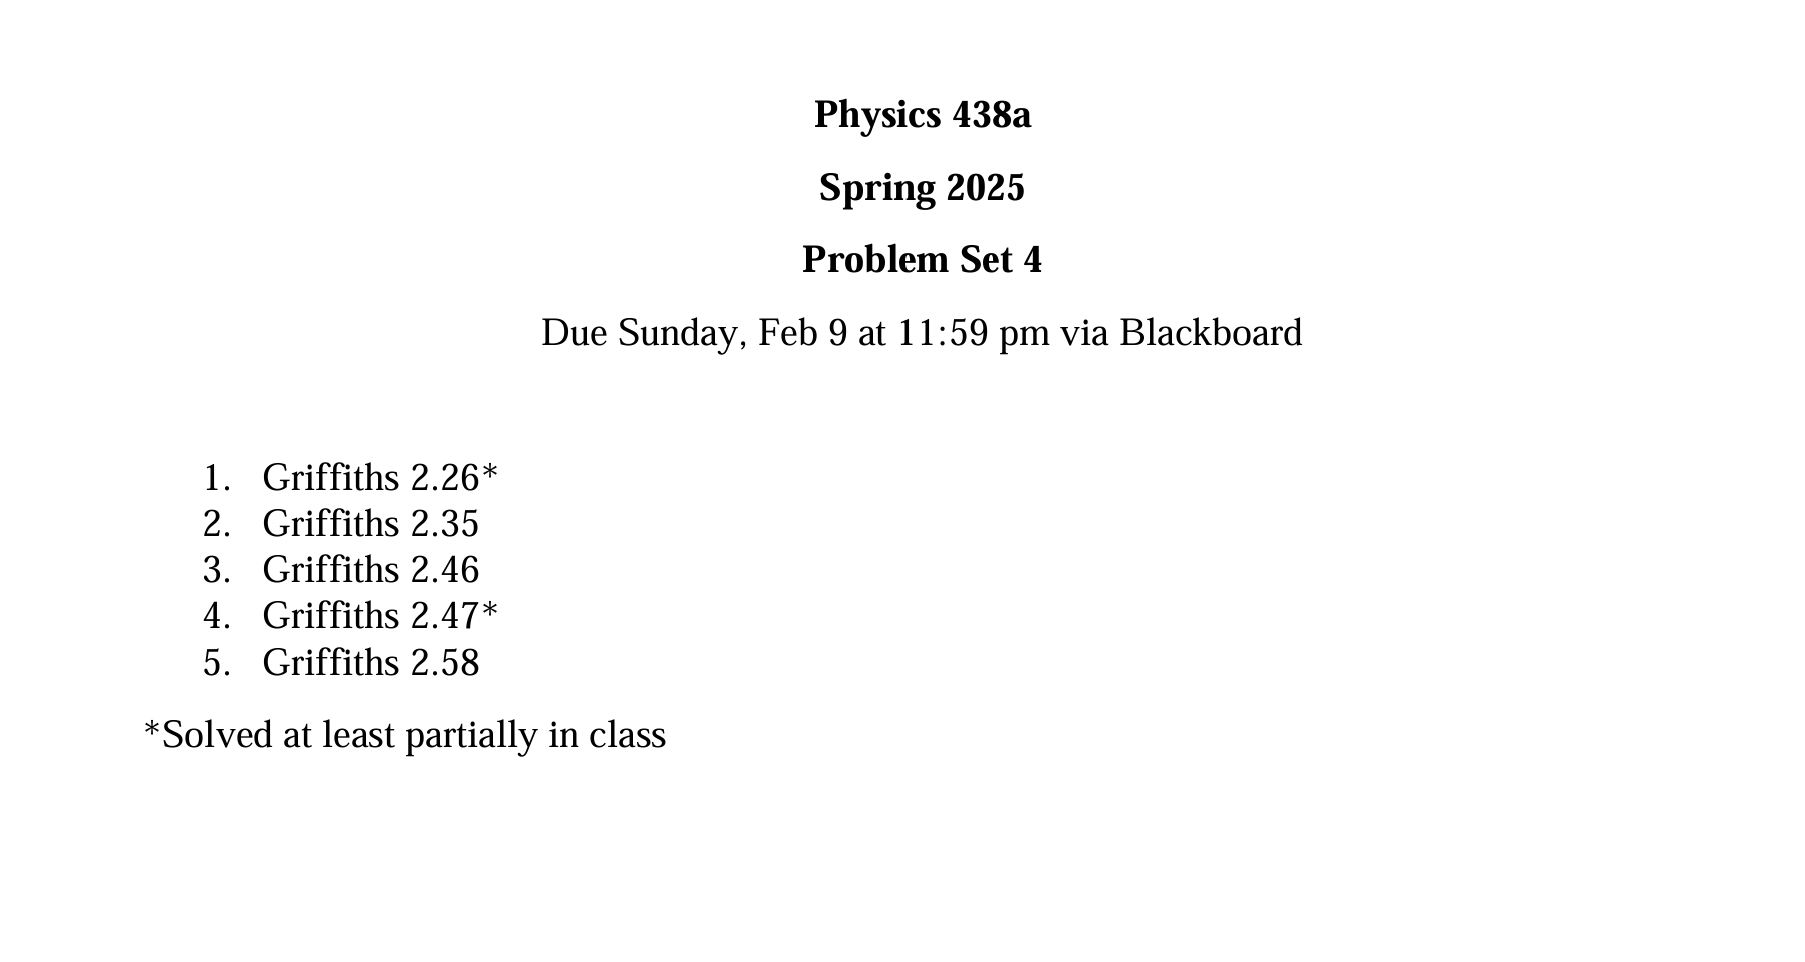 Physics 438a
Spring 2025
Problem Set 4
Due Sunday, Feb 9 at 11:59 pm via Blackboard
1. Griffiths 2.26*
2. Griffiths 2.35
3. Griffiths 2.46
4. Griffiths 2.47*
5. Griffiths 2.58
*Solved at least partially in class